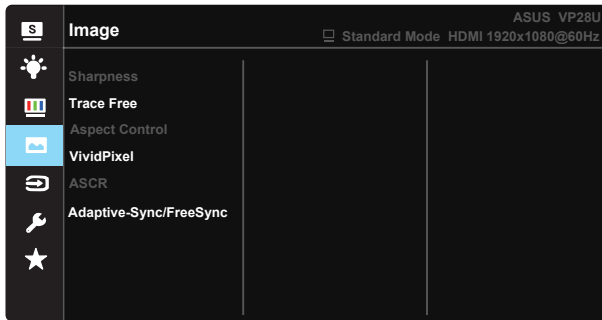 ASUS VP28U
S
Image
Standard Mode HDMI 1920x1080@60Hz
Sharpness
Trace Free
Aspect Control
VividPixel
ASCR
Adaptive-Sync/FreeSync